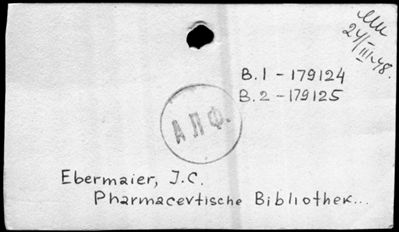 24/III-48.
B.1 - 179124
B.2 - 179125
АЛФ.
Ebermaier, J.C.
Pharmacevtische Bibliothek...